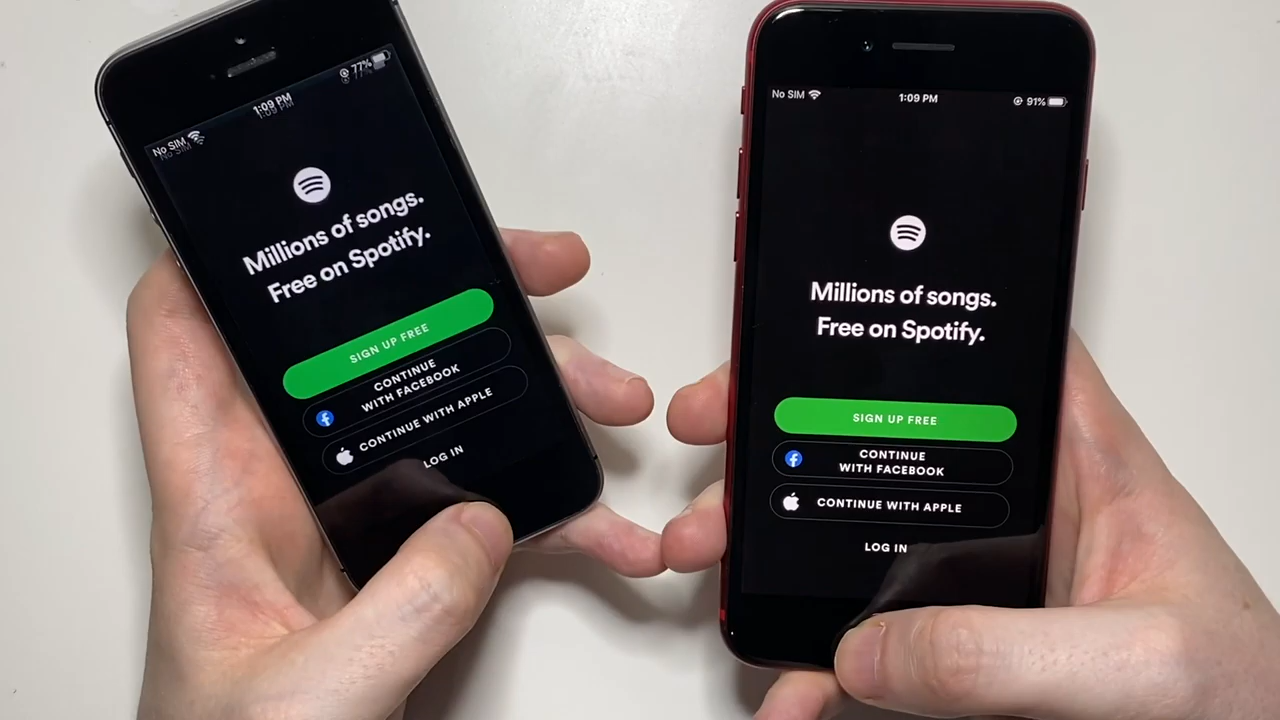 No SIM 1:09 PM 77%
Millions of songs.
Free on Spotify.
SIGN UP FREE
CONTINUE
WITH FACEBOOK
CONTINUE WITH APPLE
LOG IN
No SIM 1:09 PM 91%
Millions of songs.
Free on Spotify.
SIGN UP FREE
CONTINUE
WITH FACEBOOK
CONTINUE WITH APPLE
LOG IN